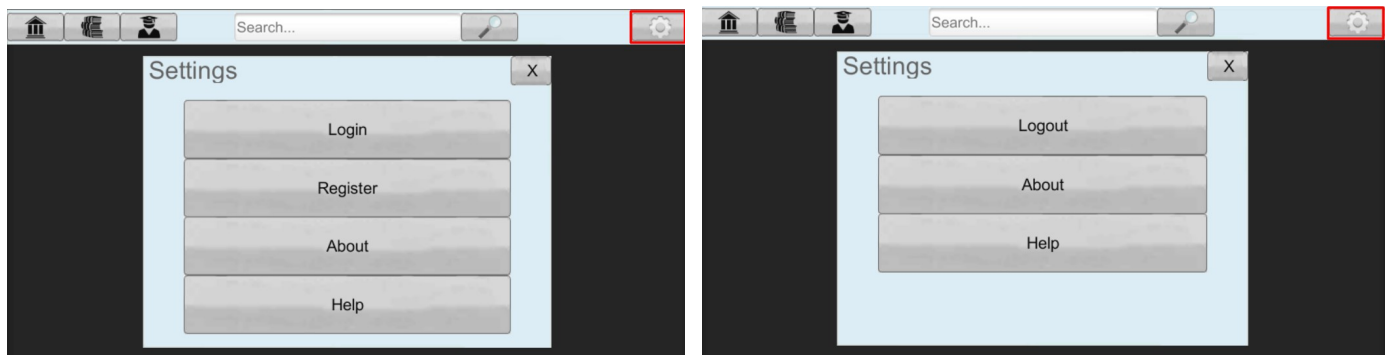 Search...
Settings
X
Login
Register
About
Help
Search...
Settings
X
Logout
About
Help